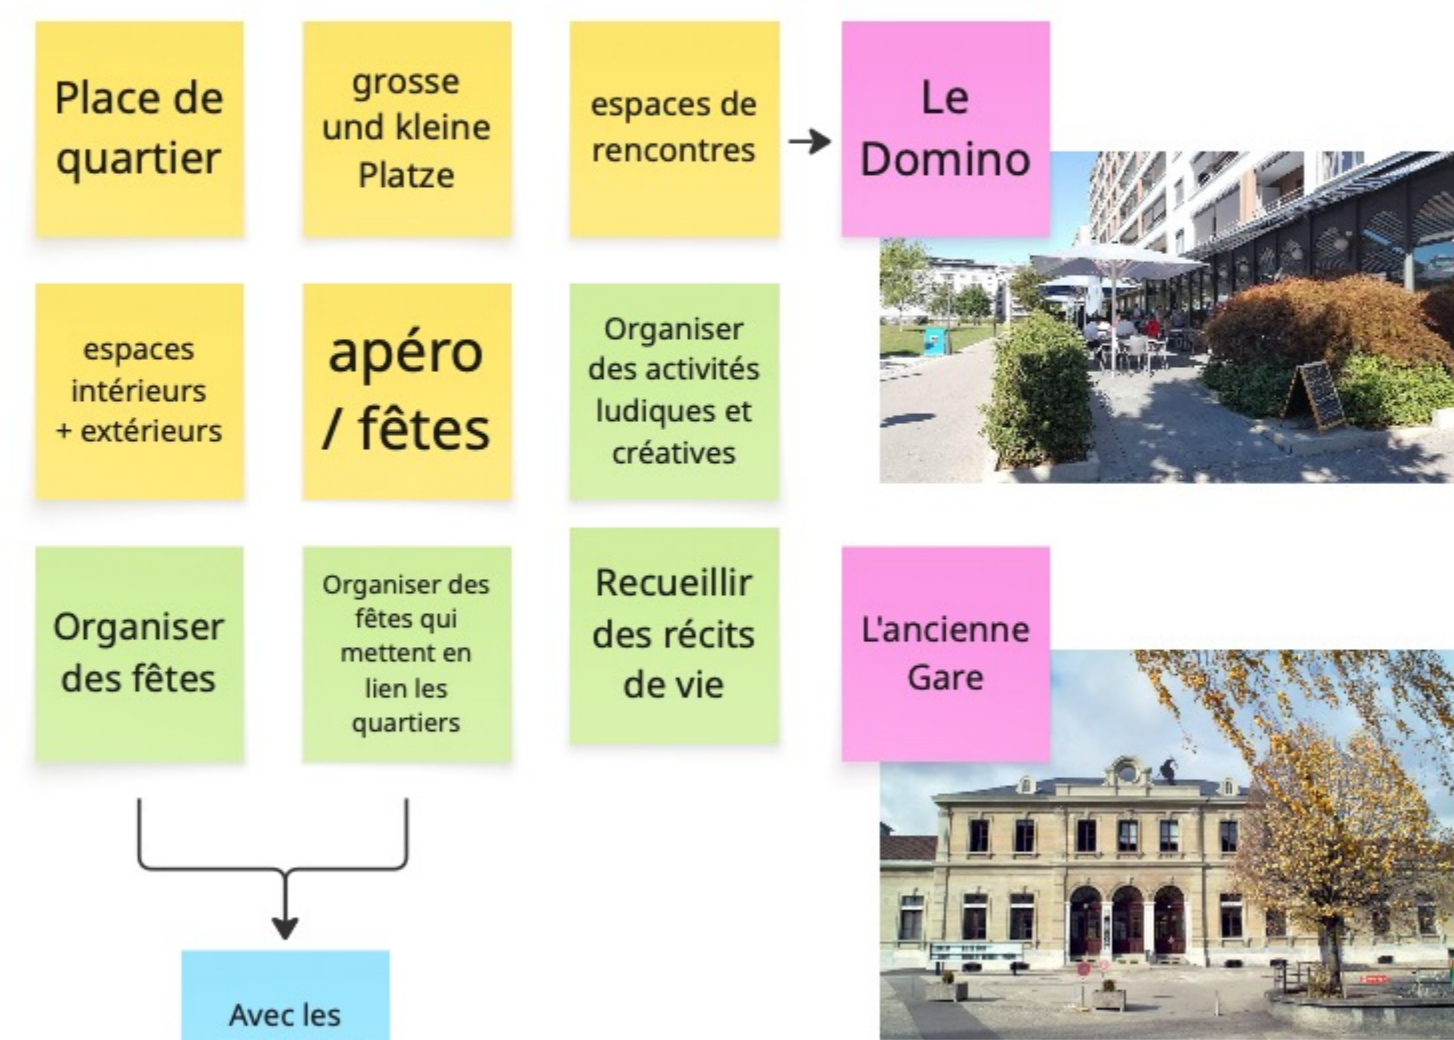 Place de
quartier
grosse
und kleine
Platze
espaces de
rencontres
Le
Domino
espaces
intérieurs
+ extérieurs
apéro
/ fêtes
Organiser
des activités
ludiques et
créatives
Organiser
des fêtes
Organiser des
fêtes qui
mettent en
lien les
quartiers
Recueillir
des récits
de vie
L'ancienne
Gare
Avec les